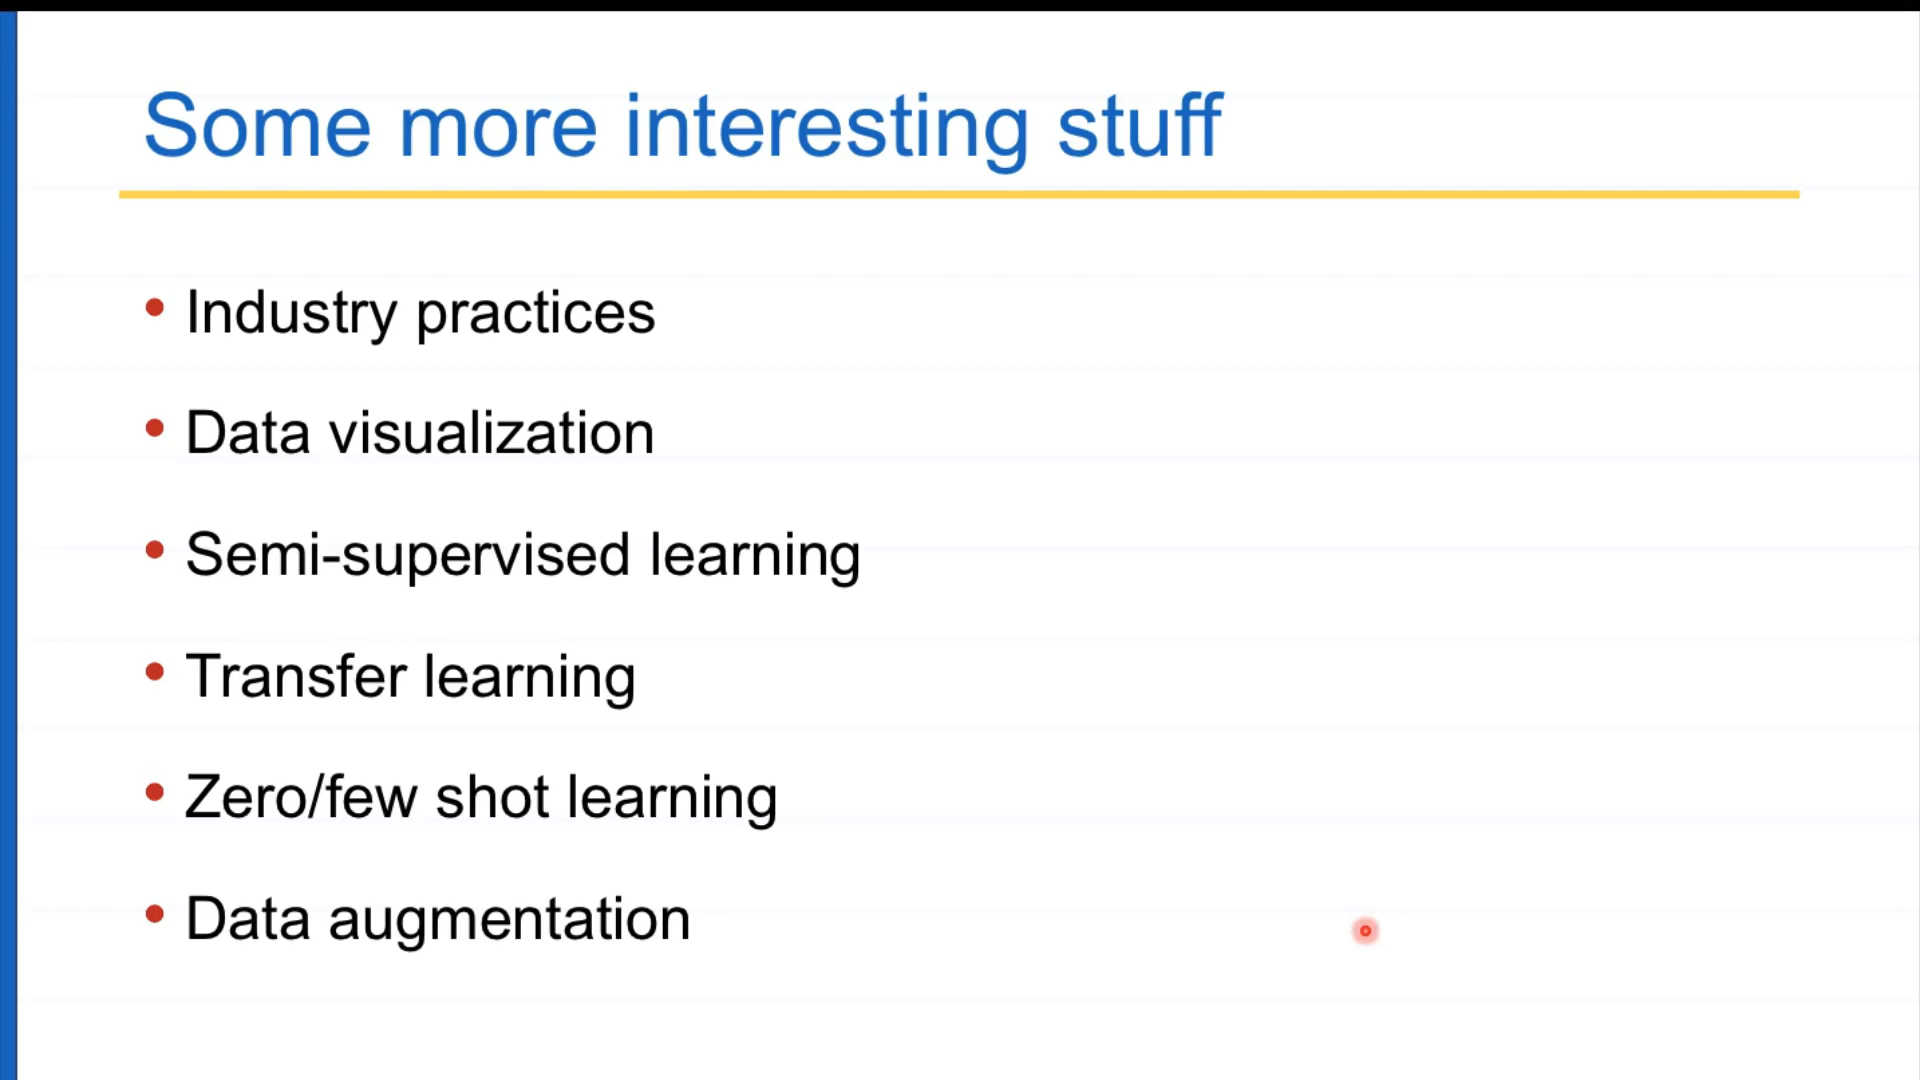 Some more interesting stuff
• Industry practices
• Data visualization
• Semi-supervised learning
• Transfer learning
• Zero/few shot learning
• Data augmentation